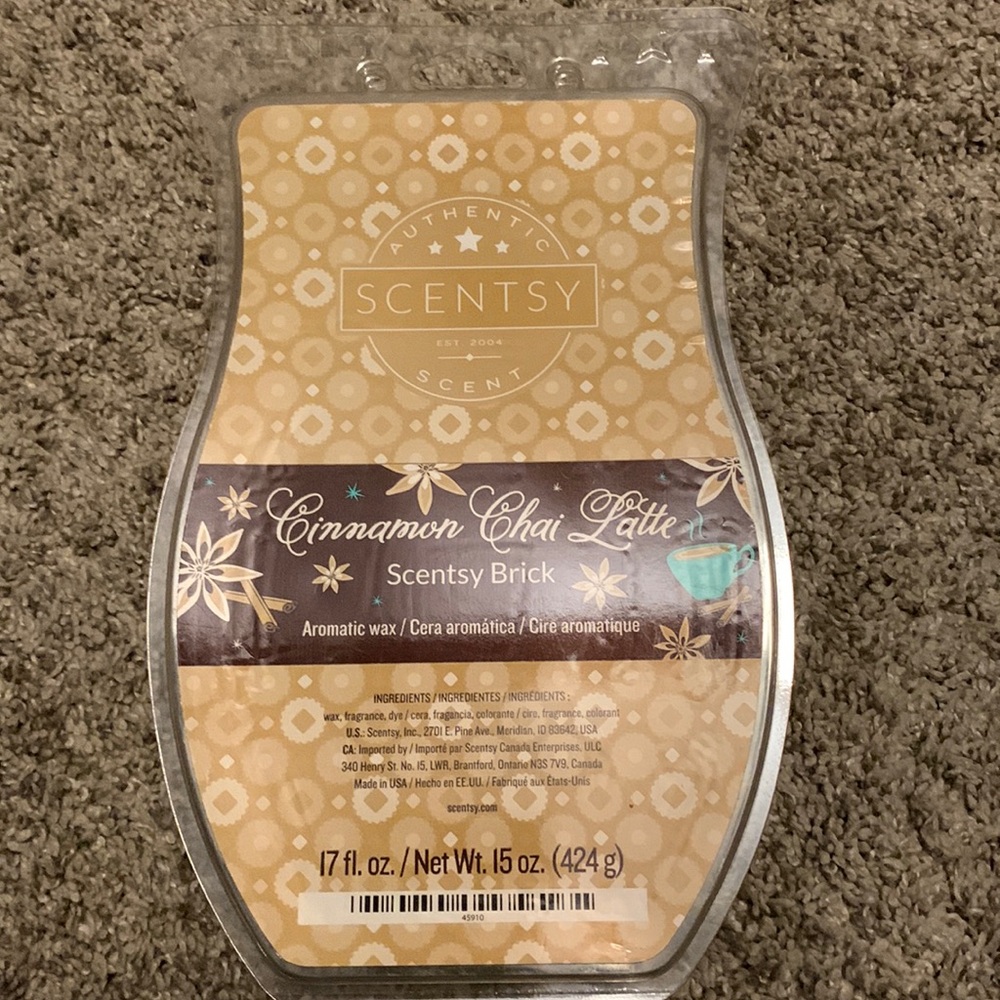 AUTHENTIC
SCENTSY
EST. 2004
SCENT
Cinnamon Chai Latte
Scentsy Brick
Aromatic wax / Cera aromática / Cire aromatique
INGREDIENTS / INGREDIENTES / INGRÉDIENTS :
wax, fragrance, dye / cera, fragancia, colorante / cire, fragrance, colorant
U.S.: Scentsy, Inc., 2701 E. Pine Ave., Meridian, ID 83642, USA
CA: Imported by / Importé par Scentsy Canada Enterprises, ULC
340 Henry St. No. 15, LWR, Brantford, Ontario N3S 7V9, Canada
Made in USA / Hecho en EE.UU. / Fabriqué aux États-Unis
scentsy.com
17 fl. oz. / Net Wt. 15 oz. (424 g)
45910